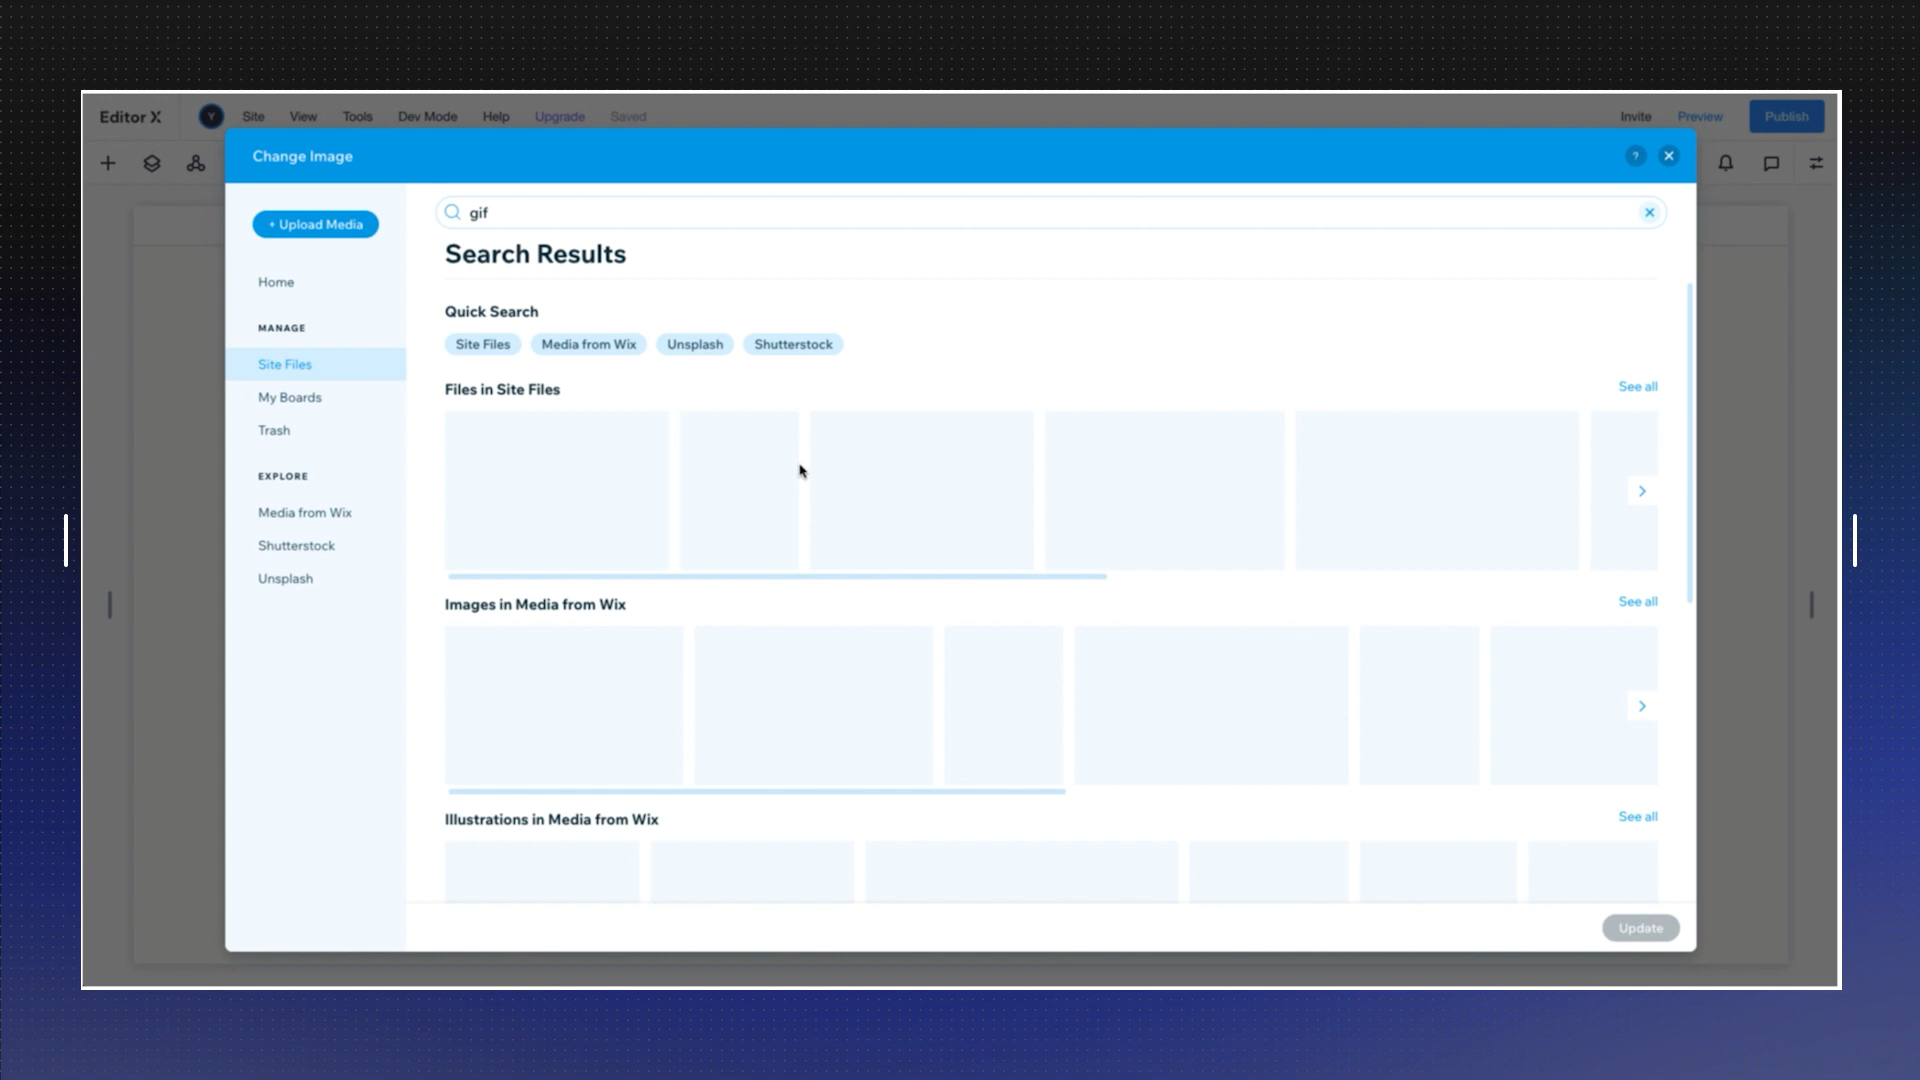 Editor X Y Site View Tools Dev Mode Help Upgrade Saved Invite Preview Publish
Change Image ?
+ Upload Media
gif
Search Results
Home
Quick Search
MANAGE
Site Files Media from Wix Unsplash Shutterstock
Site Files
Files in Site Files See all
My Boards
Trash
EXPLORE
Media from Wix
Shutterstock
Unsplash
Images in Media from Wix See all
Illustrations in Media from Wix See all
Update